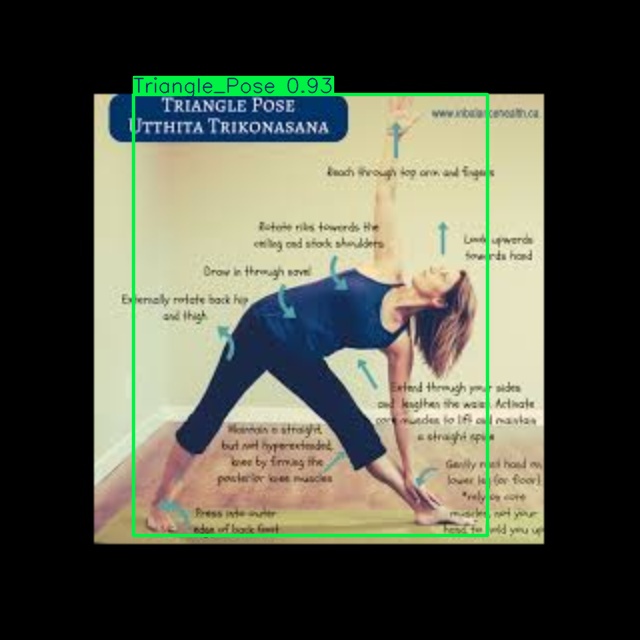 Triangle_Pose 0.93
TRIANGLE POSE
UTTHITA TRIKONASANA
www.inbalancehealth.ca
Reach through top arm and fingers
Rotate ribs towards the
ceiling and stack shoulders
Look upwards
towards hand
Draw in through navel
Externally rotate back hip
and thigh
Extend through your sides
and lengthen the waist. Activate
core muscles to lift and maintain
a straight spine
Maintain a straight,
but not hyperextended,
knee by firming the
posterior knee muscles
Gently rest hand on
lower leg (or floor)
*rely on core
muscles, not your
hand, to hold you up
Press into outer
edge of back foot